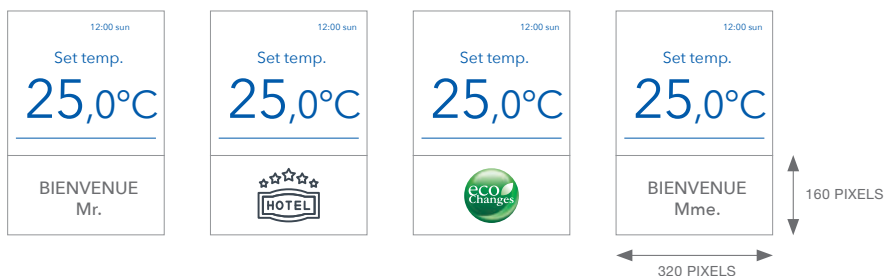 12:00 sun
Set temp.
25,0°C
BIENVENUE
Mr.
12:00 sun
Set temp.
25,0°C
HOTEL
12:00 sun
Set temp.
25,0°C
eco
Changes
12:00 sun
Set temp.
25,0°C
BIENVENUE
Mme.
160 PIXELS
320 PIXELS